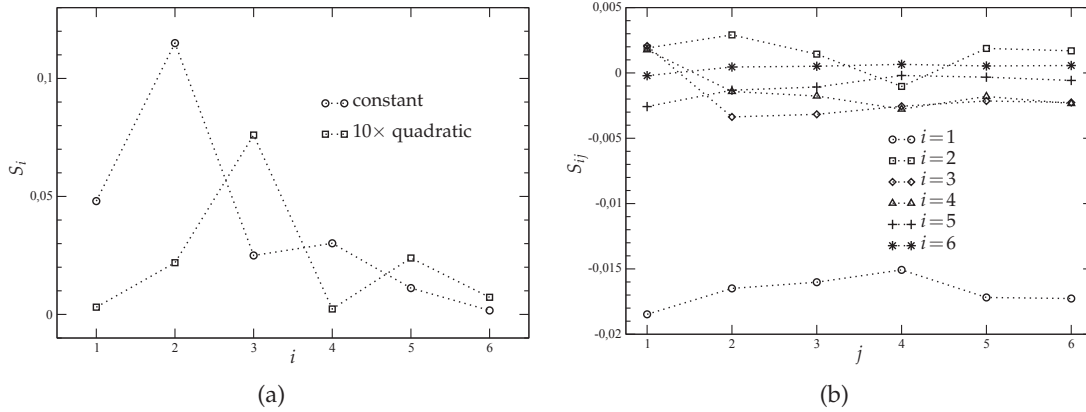 0,1
0,05
0
S_i
constant
10× quadratic
1 2 3 4 5 6
i
(a)
0,005
0
-0,005
-0,01
-0,015
-0,02
S_ij
i=1
i=2
i=3
i=4
i=5
i=6
1 2 3 4 5 6
j
(b)